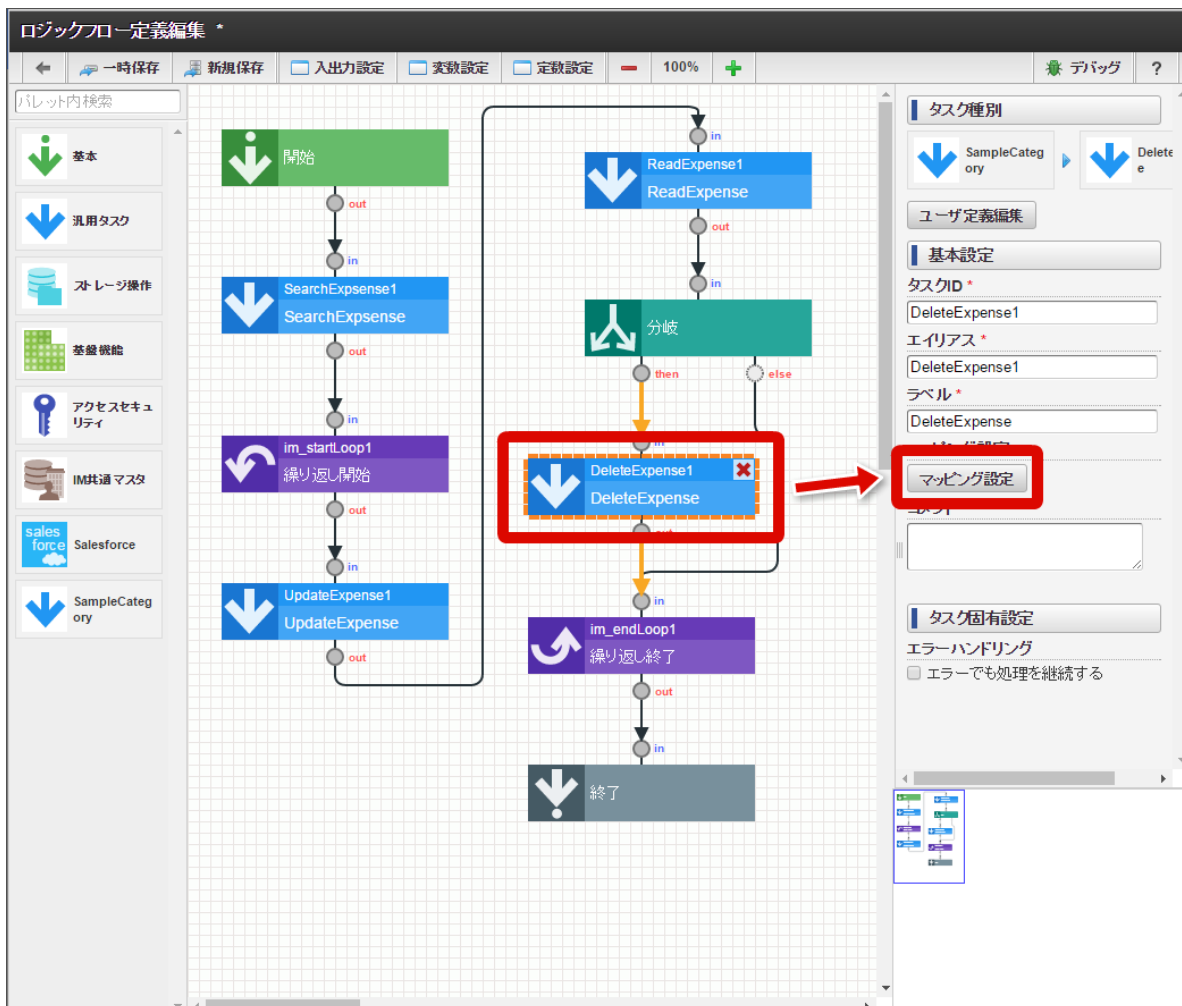 ロジックフロー定義編集 *
一時保存
新規保存
入出力設定
変数設定
定数設定
100%
デバッグ
?
パレット内検索
基本
汎用タスク
ストレージ操作
基盤機能
アクセスセキュ
リティ
IM共通マスタ
sales
force
Salesforce
SampleCateg
ory
開始
out
in
SearchExpsense1
SearchExpsense
out
in
im_startLoop1
繰り返し開始
out
in
UpdateExpense1
UpdateExpense
out
in
ReadExpense1
ReadExpense
out
in
分岐
then
else
in
DeleteExpense1
DeleteExpense
out
in
im_endLoop1
繰り返し終了
out
in
終了
タスク種別
SampleCateg
ory
Delete
e
ユーザ定義編集
基本設定
タスクID *
DeleteExpense1
エイリアス *
DeleteExpense1
ラベル *
DeleteExpense
マッピング設定
コメント
タスク固有設定
エラーハンドリング
エラーでも処理を継続する